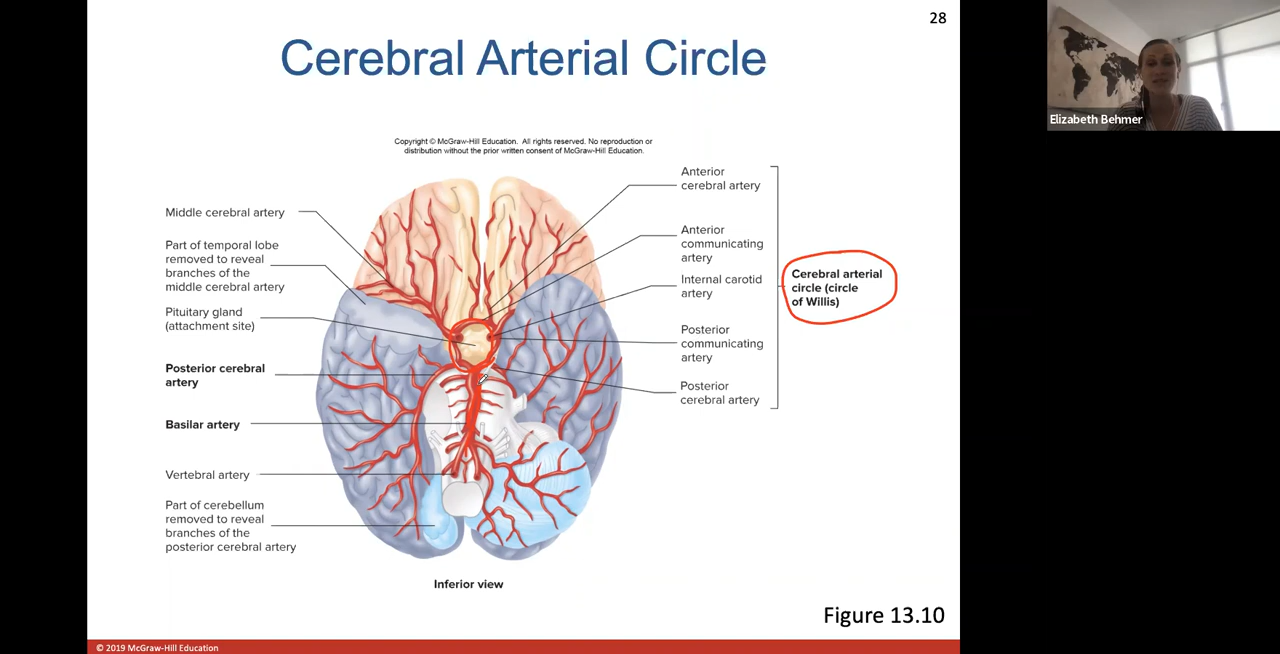 28
Cerebral Arterial Circle
Elizabeth Behmer
Copyright © McGraw-Hill Education. All rights reserved. No reproduction or
distribution without the prior written consent of McGraw-Hill Education.
Middle cerebral artery
Part of temporal lobe
removed to reveal
branches of the
middle cerebral artery
Pituitary gland
(attachment site)
Posterior cerebral
artery
Basilar artery
Vertebral artery
Part of cerebellum
removed to reveal
branches of the
posterior cerebral artery
Anterior
cerebral artery
Anterior
communicating
artery
Internal carotid
artery
Posterior
communicating
artery
Posterior
cerebral artery
Cerebral arterial
circle (circle
of Willis)
Inferior view
Figure 13.10
© 2019 McGraw-Hill Education